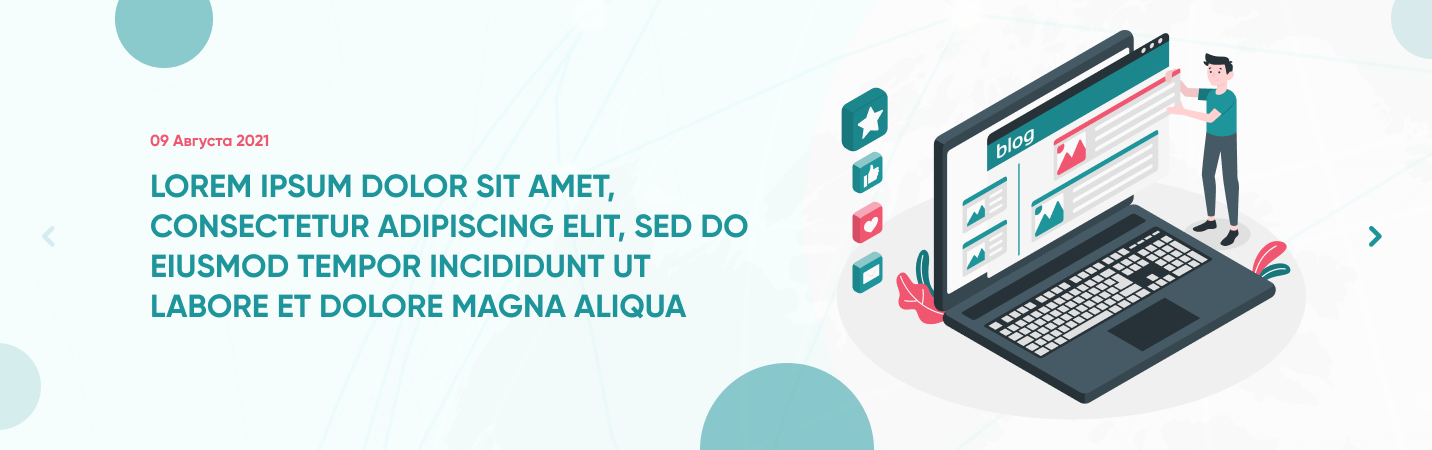 09 Августа 2021
LOREM IPSUM DOLOR SIT AMET,
CONSECTETUR ADIPISCING ELIT, SED DO
EIUSMOD TEMPOR INCIDIDUNT UT
LABORE ET DOLORE MAGNA ALIQUA
blog